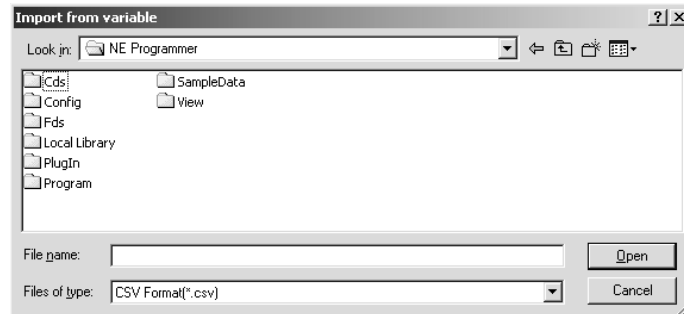 Import from variable
Look in: NE Programmer
Cds
Config
Fds
Local Library
PlugIn
Program
SampleData
View
File name:
Open
Files of type: CSV Format(*.csv)
Cancel